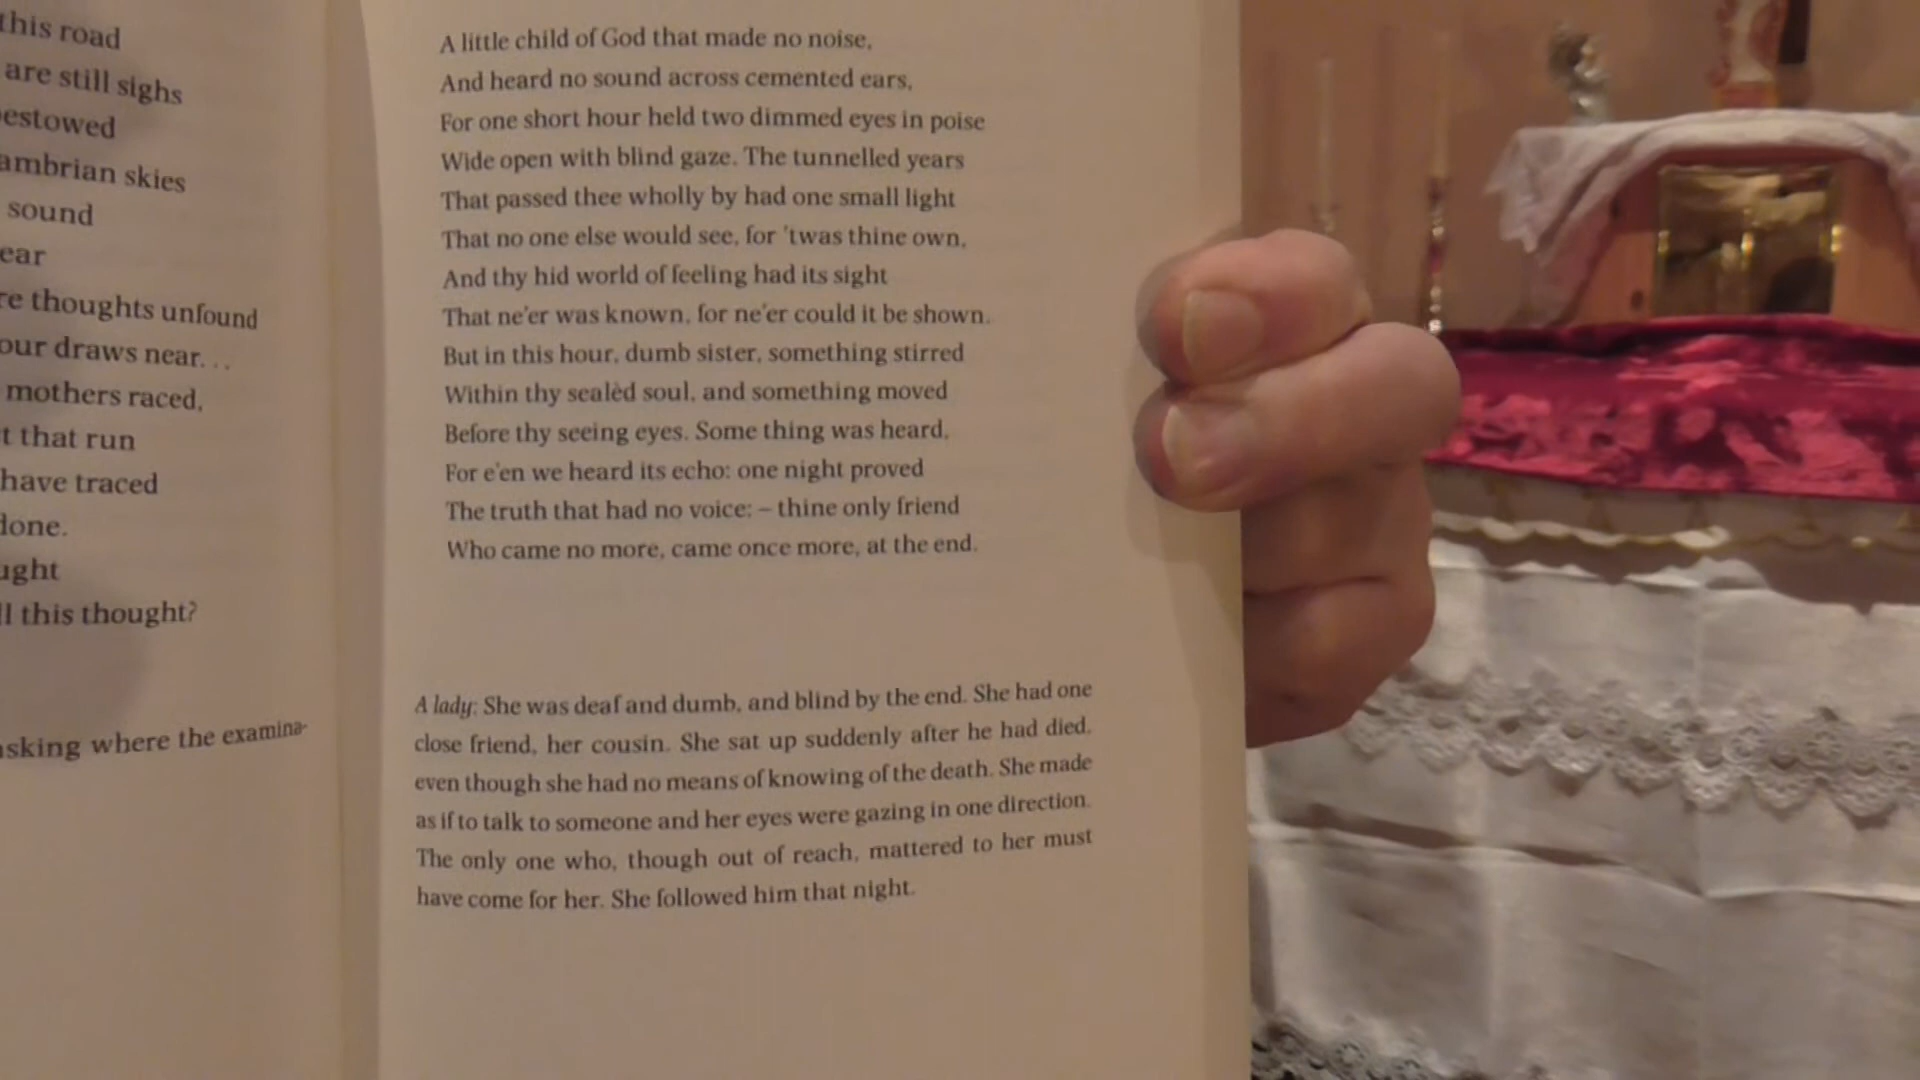 this road
are still sighs
estowed
ambrian skies
sound
ear
re thoughts unfound
our draws near. . .
mothers raced,
t that run
have traced
done.
ught
ll this thought?
sking where the examina-
A little child of God that made no noise,
And heard no sound across cemented ears,
For one short hour held two dimmed eyes in poise
Wide open with blind gaze. The tunnelled years
That passed thee wholly by had one small light
That no one else would see, for 'twas thine own,
And thy hid world of feeling had its sight
That ne'er was known, for ne'er could it be shown.
But in this hour, dumb sister, something stirred
Within thy sealèd soul, and something moved
Before thy seeing eyes. Some thing was heard,
For e'en we heard its echo: one night proved
The truth that had no voice: – thine only friend
Who came no more, came once more, at the end.
A lady: She was deaf and dumb, and blind by the end. She had one
close friend, her cousin. She sat up suddenly after he had died,
even though she had no means of knowing of the death. She made
as if to talk to someone and her eyes were gazing in one direction.
The only one who, though out of reach, mattered to her must
have come for her. She followed him that night.